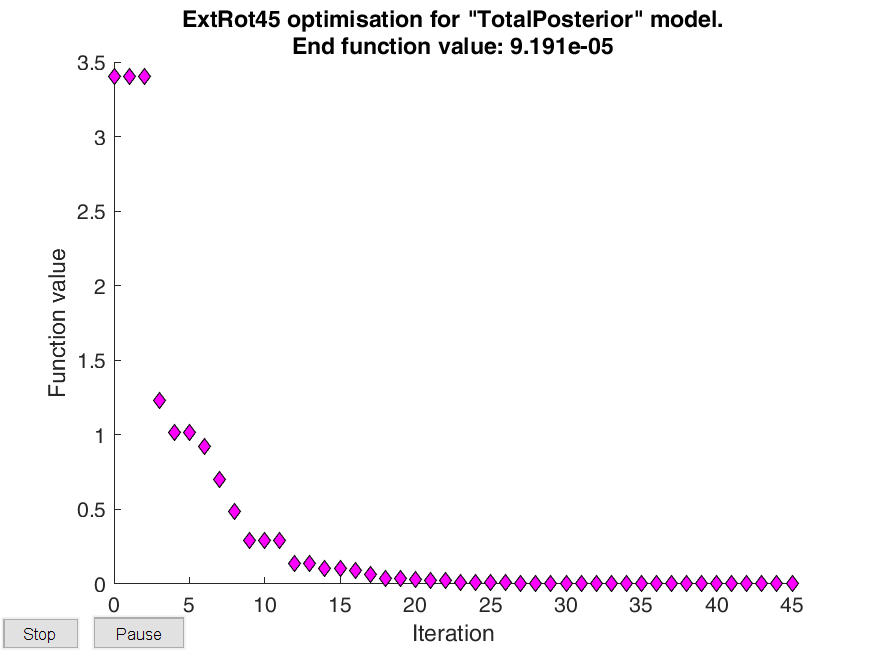 ExtRot45 optimisation for "TotalPosterior" model.
End function value: 9.191e-05
3.5
3
2.5
2
1.5
1
0.5
0
Function value
0 5 10 15 20 25 30 35 40 45
Iteration
Stop Pause